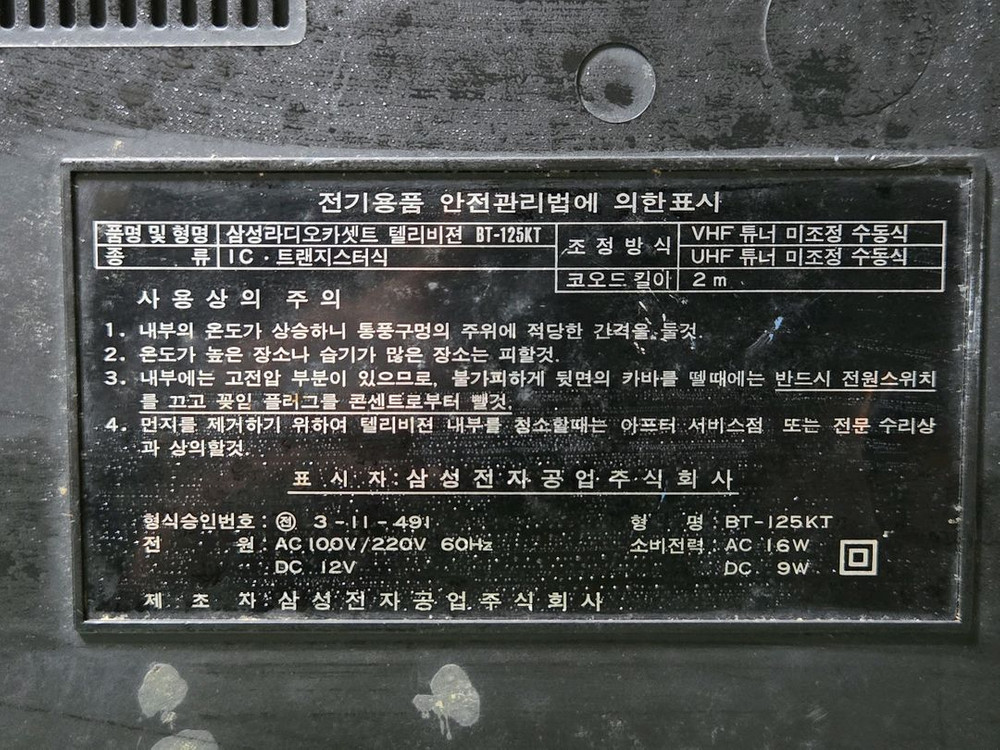 전기용품 안전관리법에 의한표시
품명 및 형명 삼성라디오카셋트 텔리비젼 BT-125KT
종 류 IC·트랜지스터식
조정방식 VHF 튜너 미조정 수동식
UHF 튜너 미조정 수동식
코오드 킬이 2m
사용상의 주의
1. 내부의 온도가 상승하니 통풍구멍의 주위에 적당한 간격을 둘것.
2. 온도가 높은 장소나 습기가 많은 장소는 피할것.
3. 내부에는 고전압 부분이 있으므로, 불가피하게 뒷면의 카바를 뗄때에는 반드시 전원스위치
를 끄고 꽂임 플러그를 콘센트로부터 뺄것.
4. 먼지를 제거하기 위하여 텔리비젼 내부를 청소할때는 아프터 서비스점 또는 전문 수리상
과 상의할것.
표 시 자:삼성전자공업주식회사
형식승인번호: ㉆ 3-11-491
형 명: BT-125KT
전 원: AC 100V/220V 60Hz
소비전력: AC 16W
DC 12V
DC 9W
제 조 자:삼성전자공업주식회사